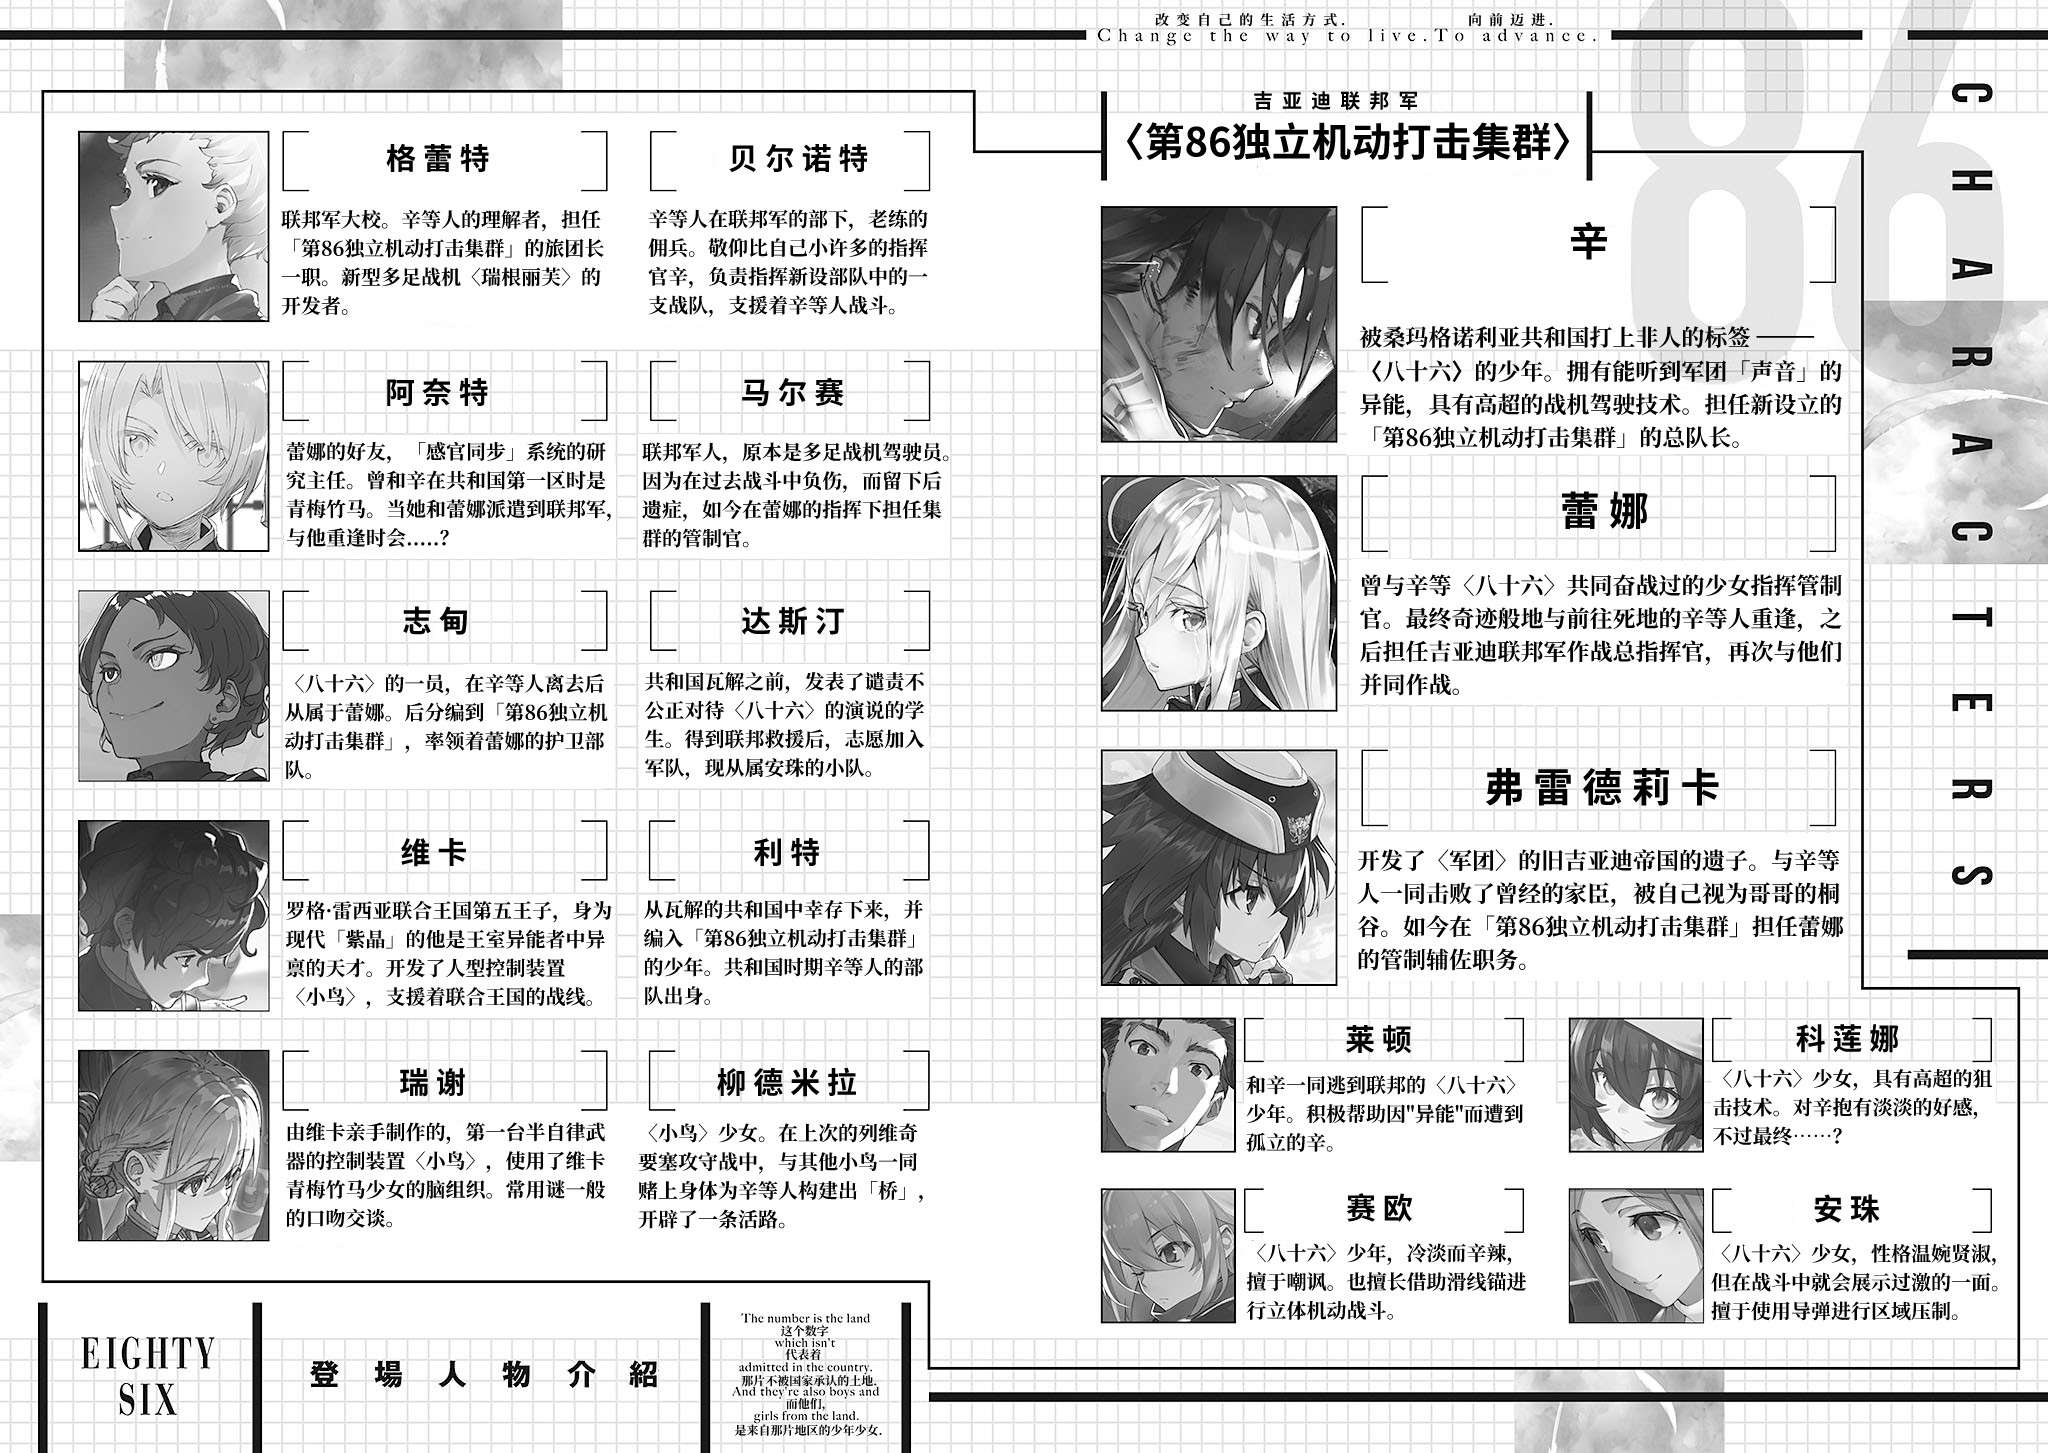 改变自己的生活方式.
向前迈进.
Change the way to live.To advance.
86
CHARACTERS
吉亚迪联邦军
〈第86独立机动打击集群〉
辛
被桑玛格诺利亚共和国打上非人的标签 ——
〈八十六〉的少年。拥有能听到军团「声音」的
异能，具有高超的战机驾驶技术。担任新设立的
「第86独立机动打击集群」的总队长。
蕾娜
曾与辛等〈八十六〉共同奋战过的少女指挥管制
官。最终奇迹般地与前往死地的辛等人重逢，之
后担任吉亚迪联邦军作战总指挥官，再次与他们
并同作战。
弗雷德莉卡
开发了〈军团〉的旧吉亚迪帝国的遗子。与辛等
人一同击败了曾经的家臣，被自己视为哥哥的桐
谷。如今在「第86独立机动打击集群」担任蕾娜
的管制辅佐职务。
莱顿
和辛一同逃到联邦的〈八十六〉
少年。积极帮助因"异能"而遭到
孤立的辛。
科莲娜
〈八十六〉少女，具有高超的狙
击技术。对辛抱有淡淡的好感，
不过最终……？
赛欧
〈八十六〉少年，冷淡而辛辣，
擅于嘲讽。也擅长借助滑线锚进
行立体机动战斗。
安珠
〈八十六〉少女，性格温婉贤淑，
但在战斗中就会展示过激的一面。
擅于使用导弹进行区域压制。
格蕾特
联邦军大校。辛等人的理解者，担任
「第86独立机动打击集群」的旅团长
一职。新型多足战机〈瑞根丽芙〉的
开发者。
贝尔诺特
辛等人在联邦军的部下，老练的
佣兵。敬仰比自己小许多的指挥
官辛，负责指挥新设部队中的一
支战队，支援着辛等人战斗。
阿奈特
蕾娜的好友，「感官同步」系统的研
究主任。曾和辛在共和国第一区时是
青梅竹马。当她和蕾娜派遣到联邦军，
与他重逢时会.....？
马尔赛
联邦军人，原本是多足战机驾驶员。
因为在过去战斗中负伤，而留下后
遗症，如今在蕾娜的指挥下担任集
群的管制官。
志甸
〈八十六〉的一员，在辛等人离去后
从属于蕾娜。后分编到「第86独立机
动打击集群」，率领着蕾娜的护卫部
队。
达斯汀
共和国瓦解之前，发表了谴责不
公正对待〈八十六〉的演说的学
生。得到联邦救援后，志愿加入
军队，现从属安珠的小队。
维卡
罗格·雷西亚联合王国第五王子，身为
现代「紫晶」的他是王室异能者中异
禀的天才。开发了人型控制装置
〈小鸟〉，支援着联合王国的战线。
利特
从瓦解的共和国中幸存下来，并
编入「第86独立机动打击集群」
的少年。共和国时期辛等人的部
队出身。
瑞谢
由维卡亲手制作的，第一台半自律武
器的控制装置〈小鸟〉，使用了维卡
青梅竹马少女的脑组织。常用谜一般
的口吻交谈。
柳德米拉
〈小鸟〉少女。在上次的列维奇
要塞攻守战中，与其他小鸟一同
赌上身体为辛等人构建出「桥」，
开辟了一条活路。
EIGHTY
SIX
登場人物介紹
The number is the land
这个数字
which isn't
代表着
admitted in the country.
那片不被国家承认的土地.
And they're also boys and
而他们,
girls from the land.
是来自那片地区的少年少女.